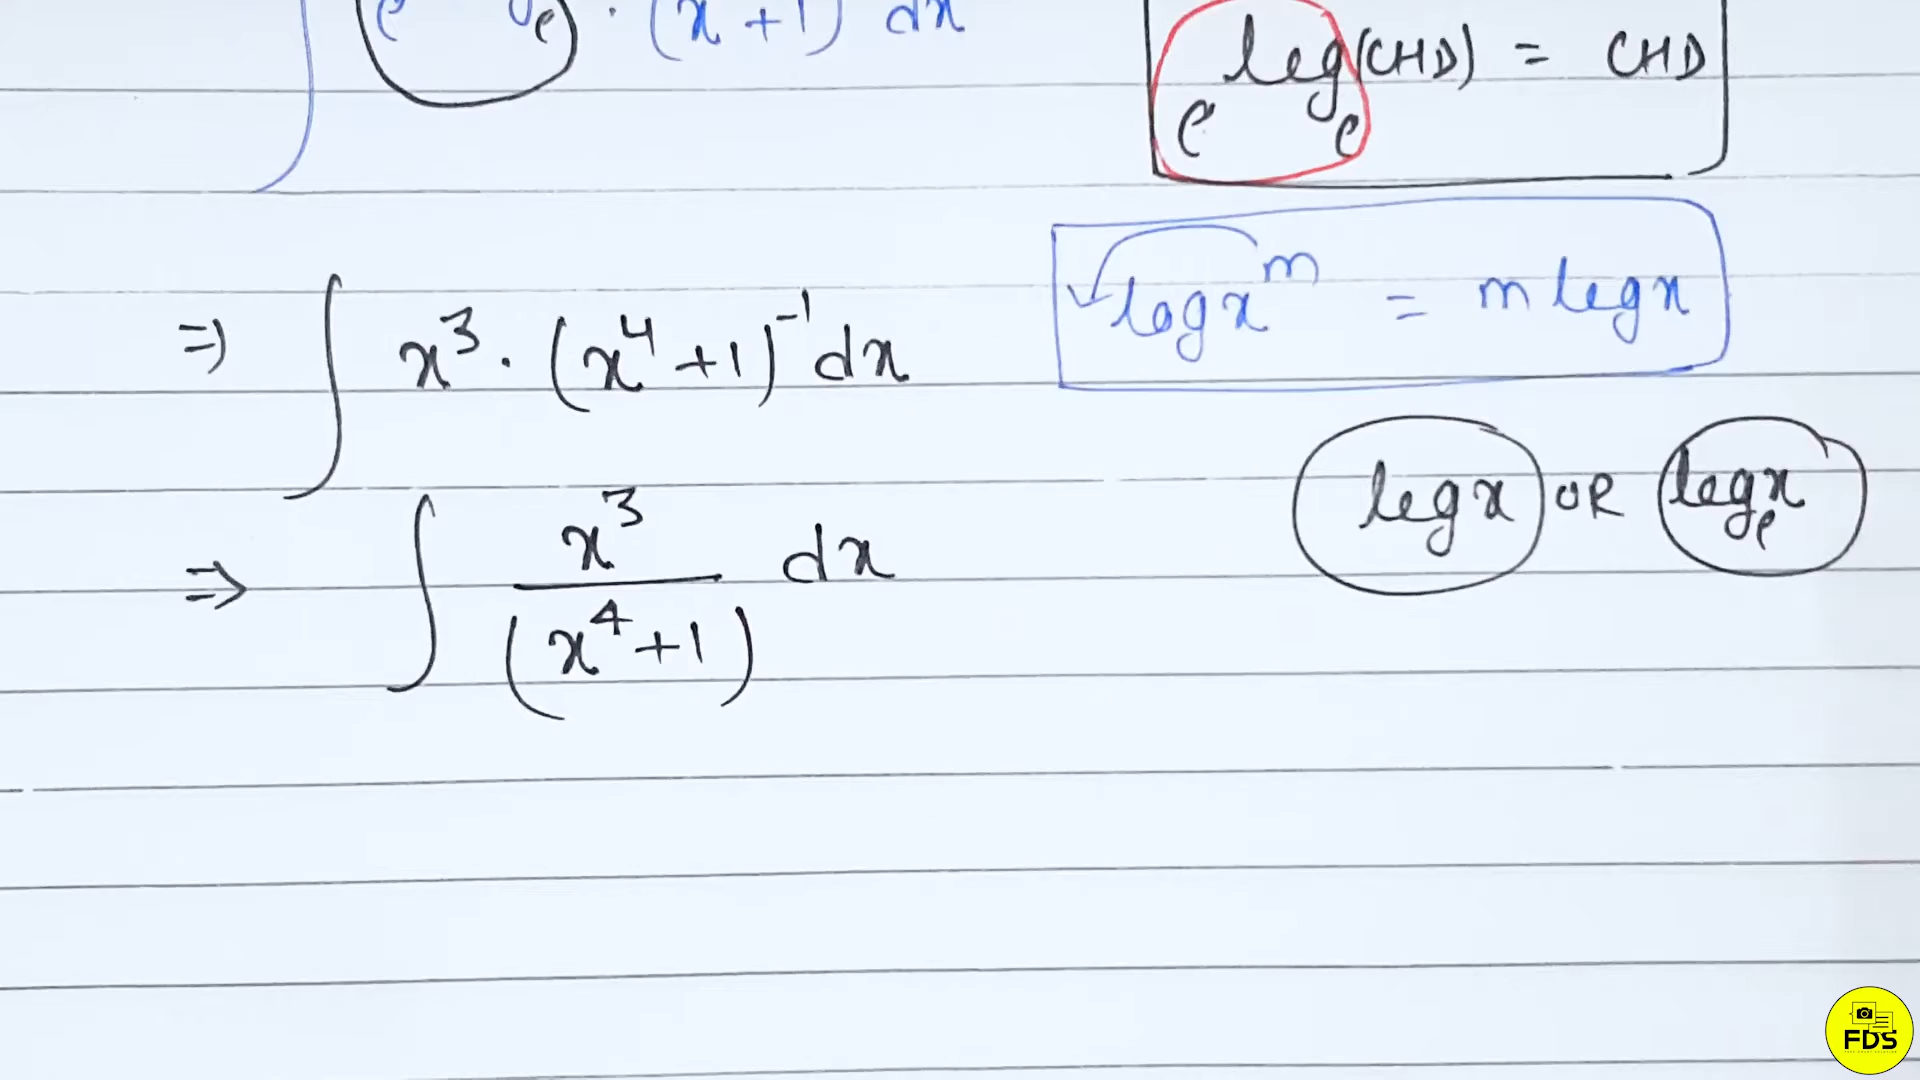 e e · (x + 1) dx
e^log_e (CHD) = CHD
log x^m = m log x
⇒ ∫ x³ · (x⁴ + 1)⁻¹ dx
log x OR log_e x
⇒ ∫ x³ / (x⁴ + 1) dx
FDS